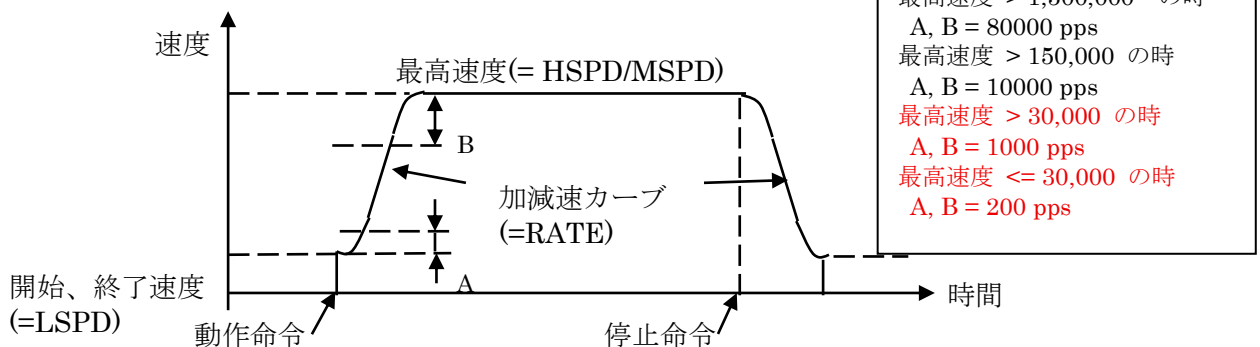 速度
最高速度(= HSPD/MSPD)
B
加減速カーブ
(=RATE)
A
開始、終了速度
(=LSPD)
動作命令
停止命令
時間
A, B = 80000 pps
最高速度 > 150,000 の時
A, B = 10000 pps
最高速度 > 30,000 の時
A, B = 1000 pps
最高速度 <= 30,000 の時
A, B = 200 pps